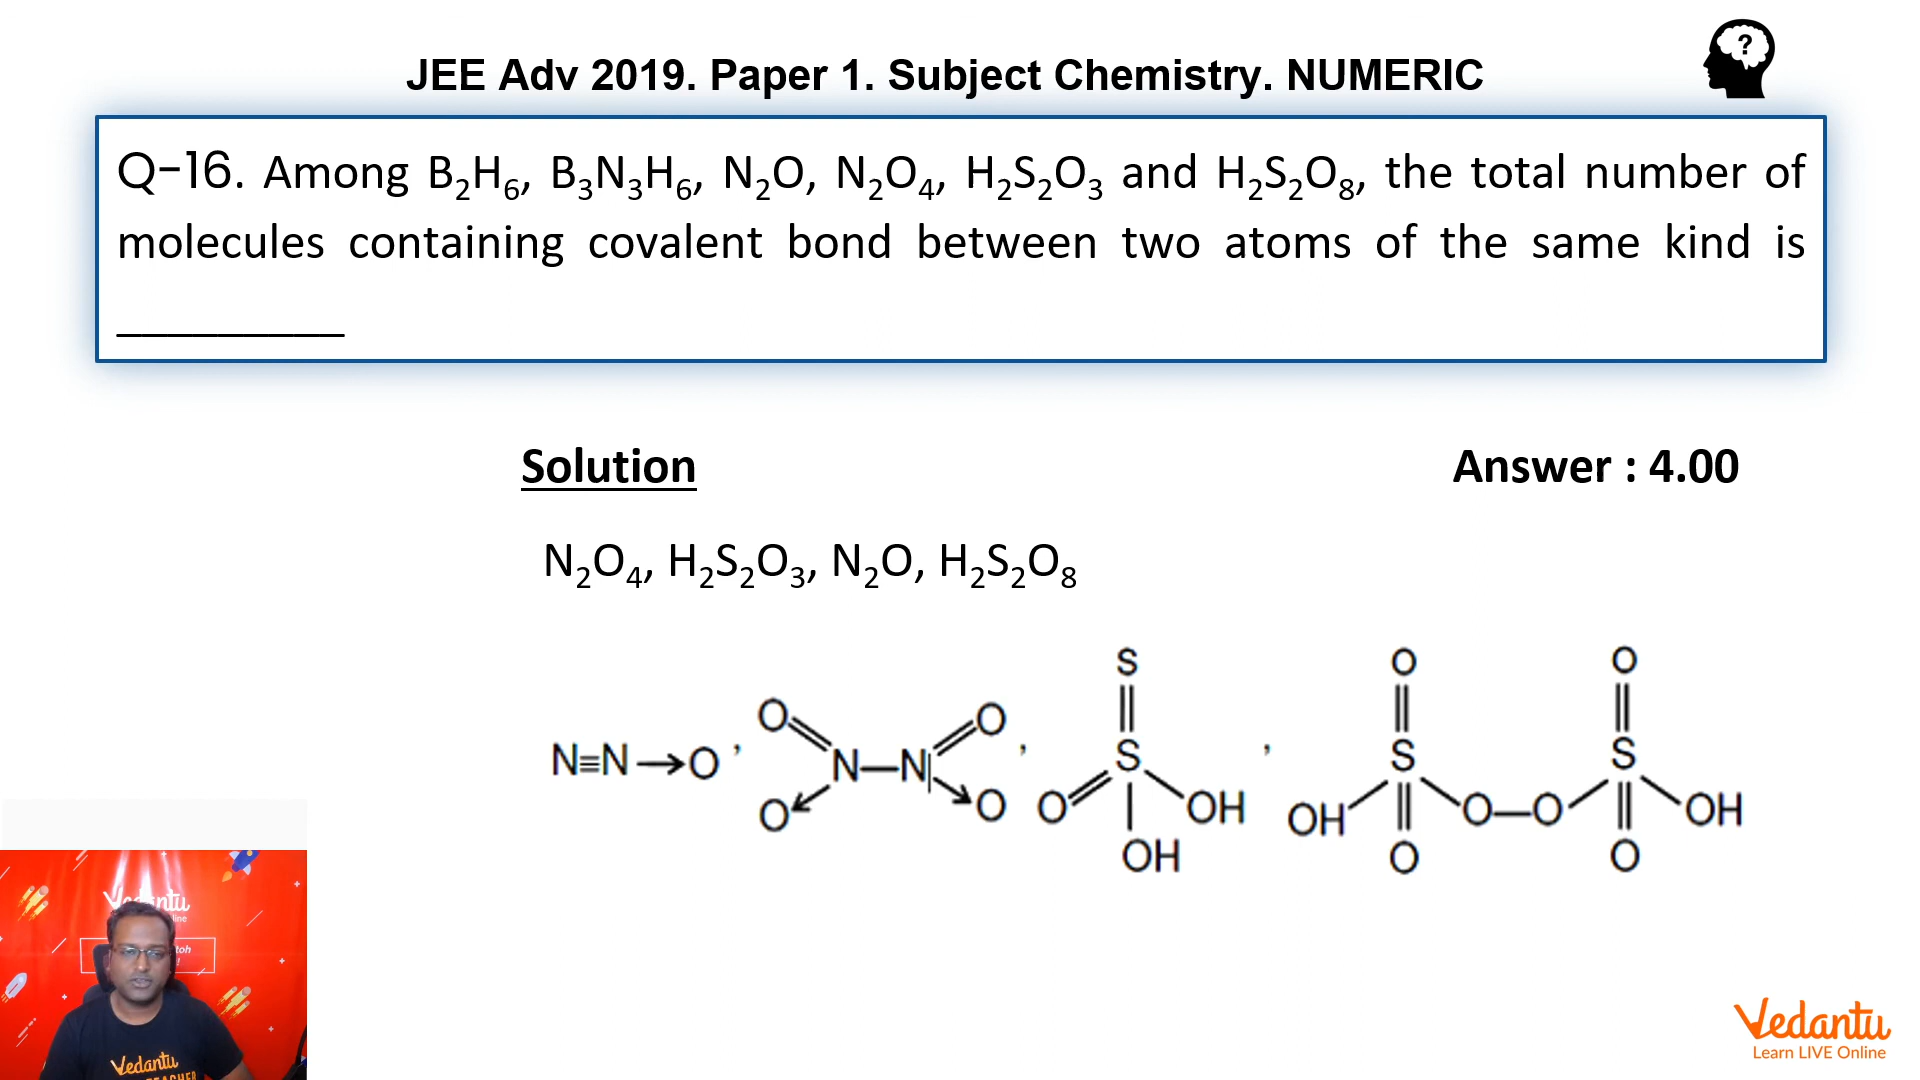 ?
JEE Adv 2019. Paper 1. Subject Chemistry. NUMERIC
Q-16. Among B₂H₆, B₃N₃H₆, N₂O, N₂O₄, H₂S₂O₃ and H₂S₂O₈, the total number of
molecules containing covalent bond between two atoms of the same kind is
_________
Solution
Answer : 4.00
N₂O₄, H₂S₂O₃, N₂O, H₂S₂O₈
N≡N→O ,
O O
N—N
O O ,
S
S
O OH
OH ,
O O
S S
OH O—O OH
O O
Vedantu
Vedantu
Learn LIVE Online